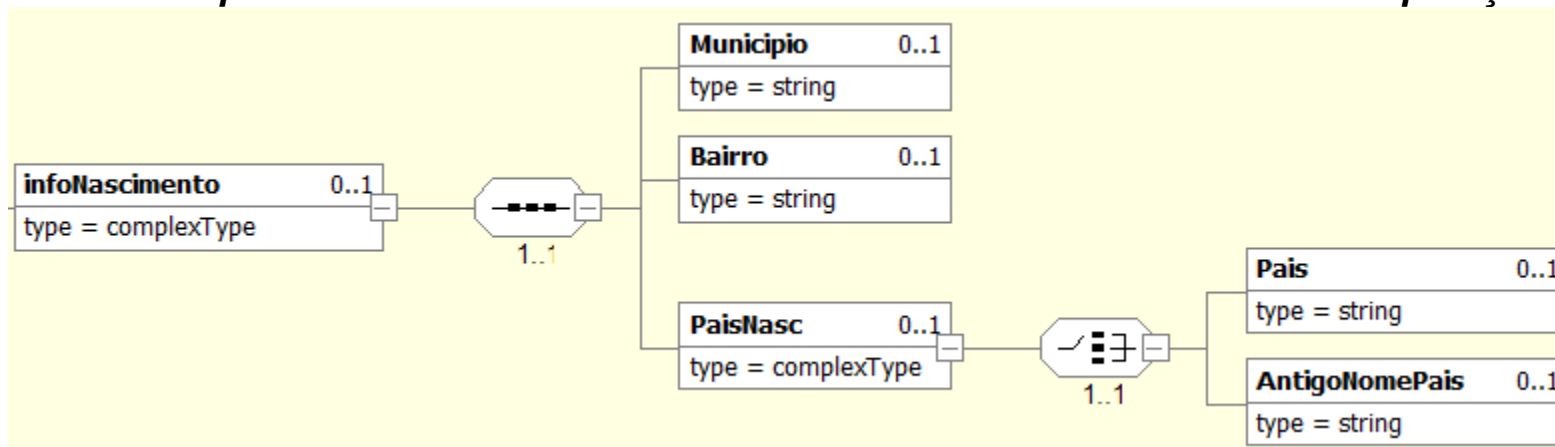 Municipio 0..1
type = string
Bairro 0..1
type = string
infoNascimento 0..1
type = complexType
1..1
PaisNasc 0..1
type = complexType
1..1
Pais 0..1
type = string
AntigoNomePais 0..1
type = string